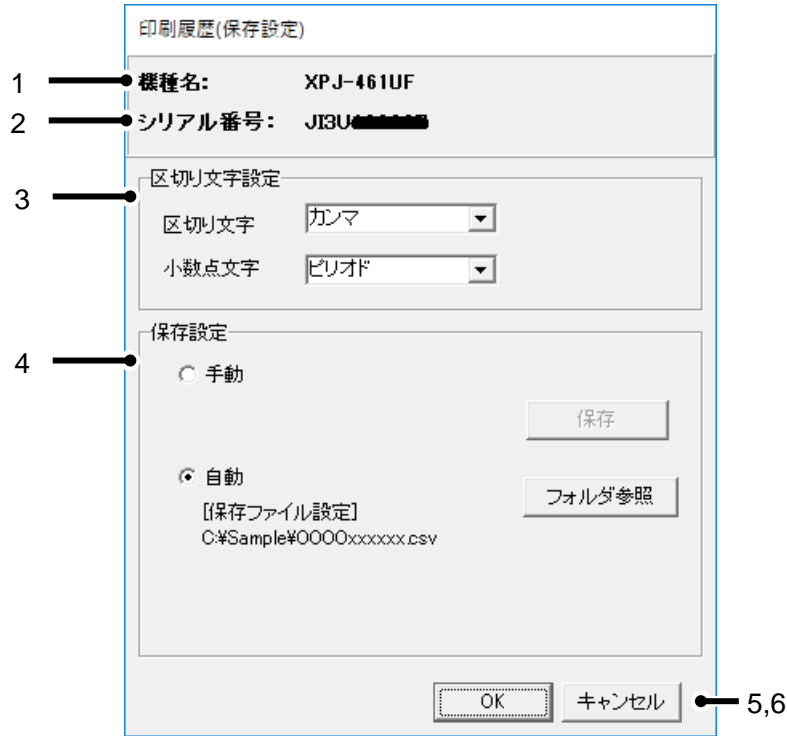 印刷履歴(保存設定)
1 機種名: XPJ-461UF
2 シリアル番号: JI3U
3 区切り文字設定
区切り文字 カンマ
小数点文字 ピリオド
4 保存設定
手動
保存
自動
フォルダ参照
[保存ファイル設定]
C:¥Sample¥OOOOxxxxxx.csv
OK キャンセル 5,6